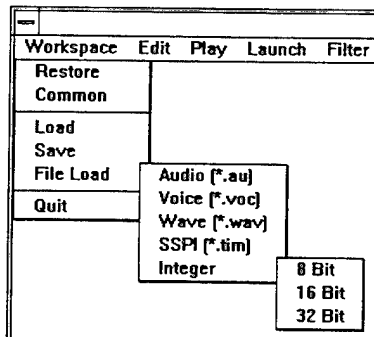 Workspace Edit Play Launch Filter
Restore
Common
Load
Save
File Load
Quit
Audio (*.au)
Voice (*.voc)
Wave (*.wav)
SSPI (*.tim)
Integer
8 Bit
16 Bit
32 Bit